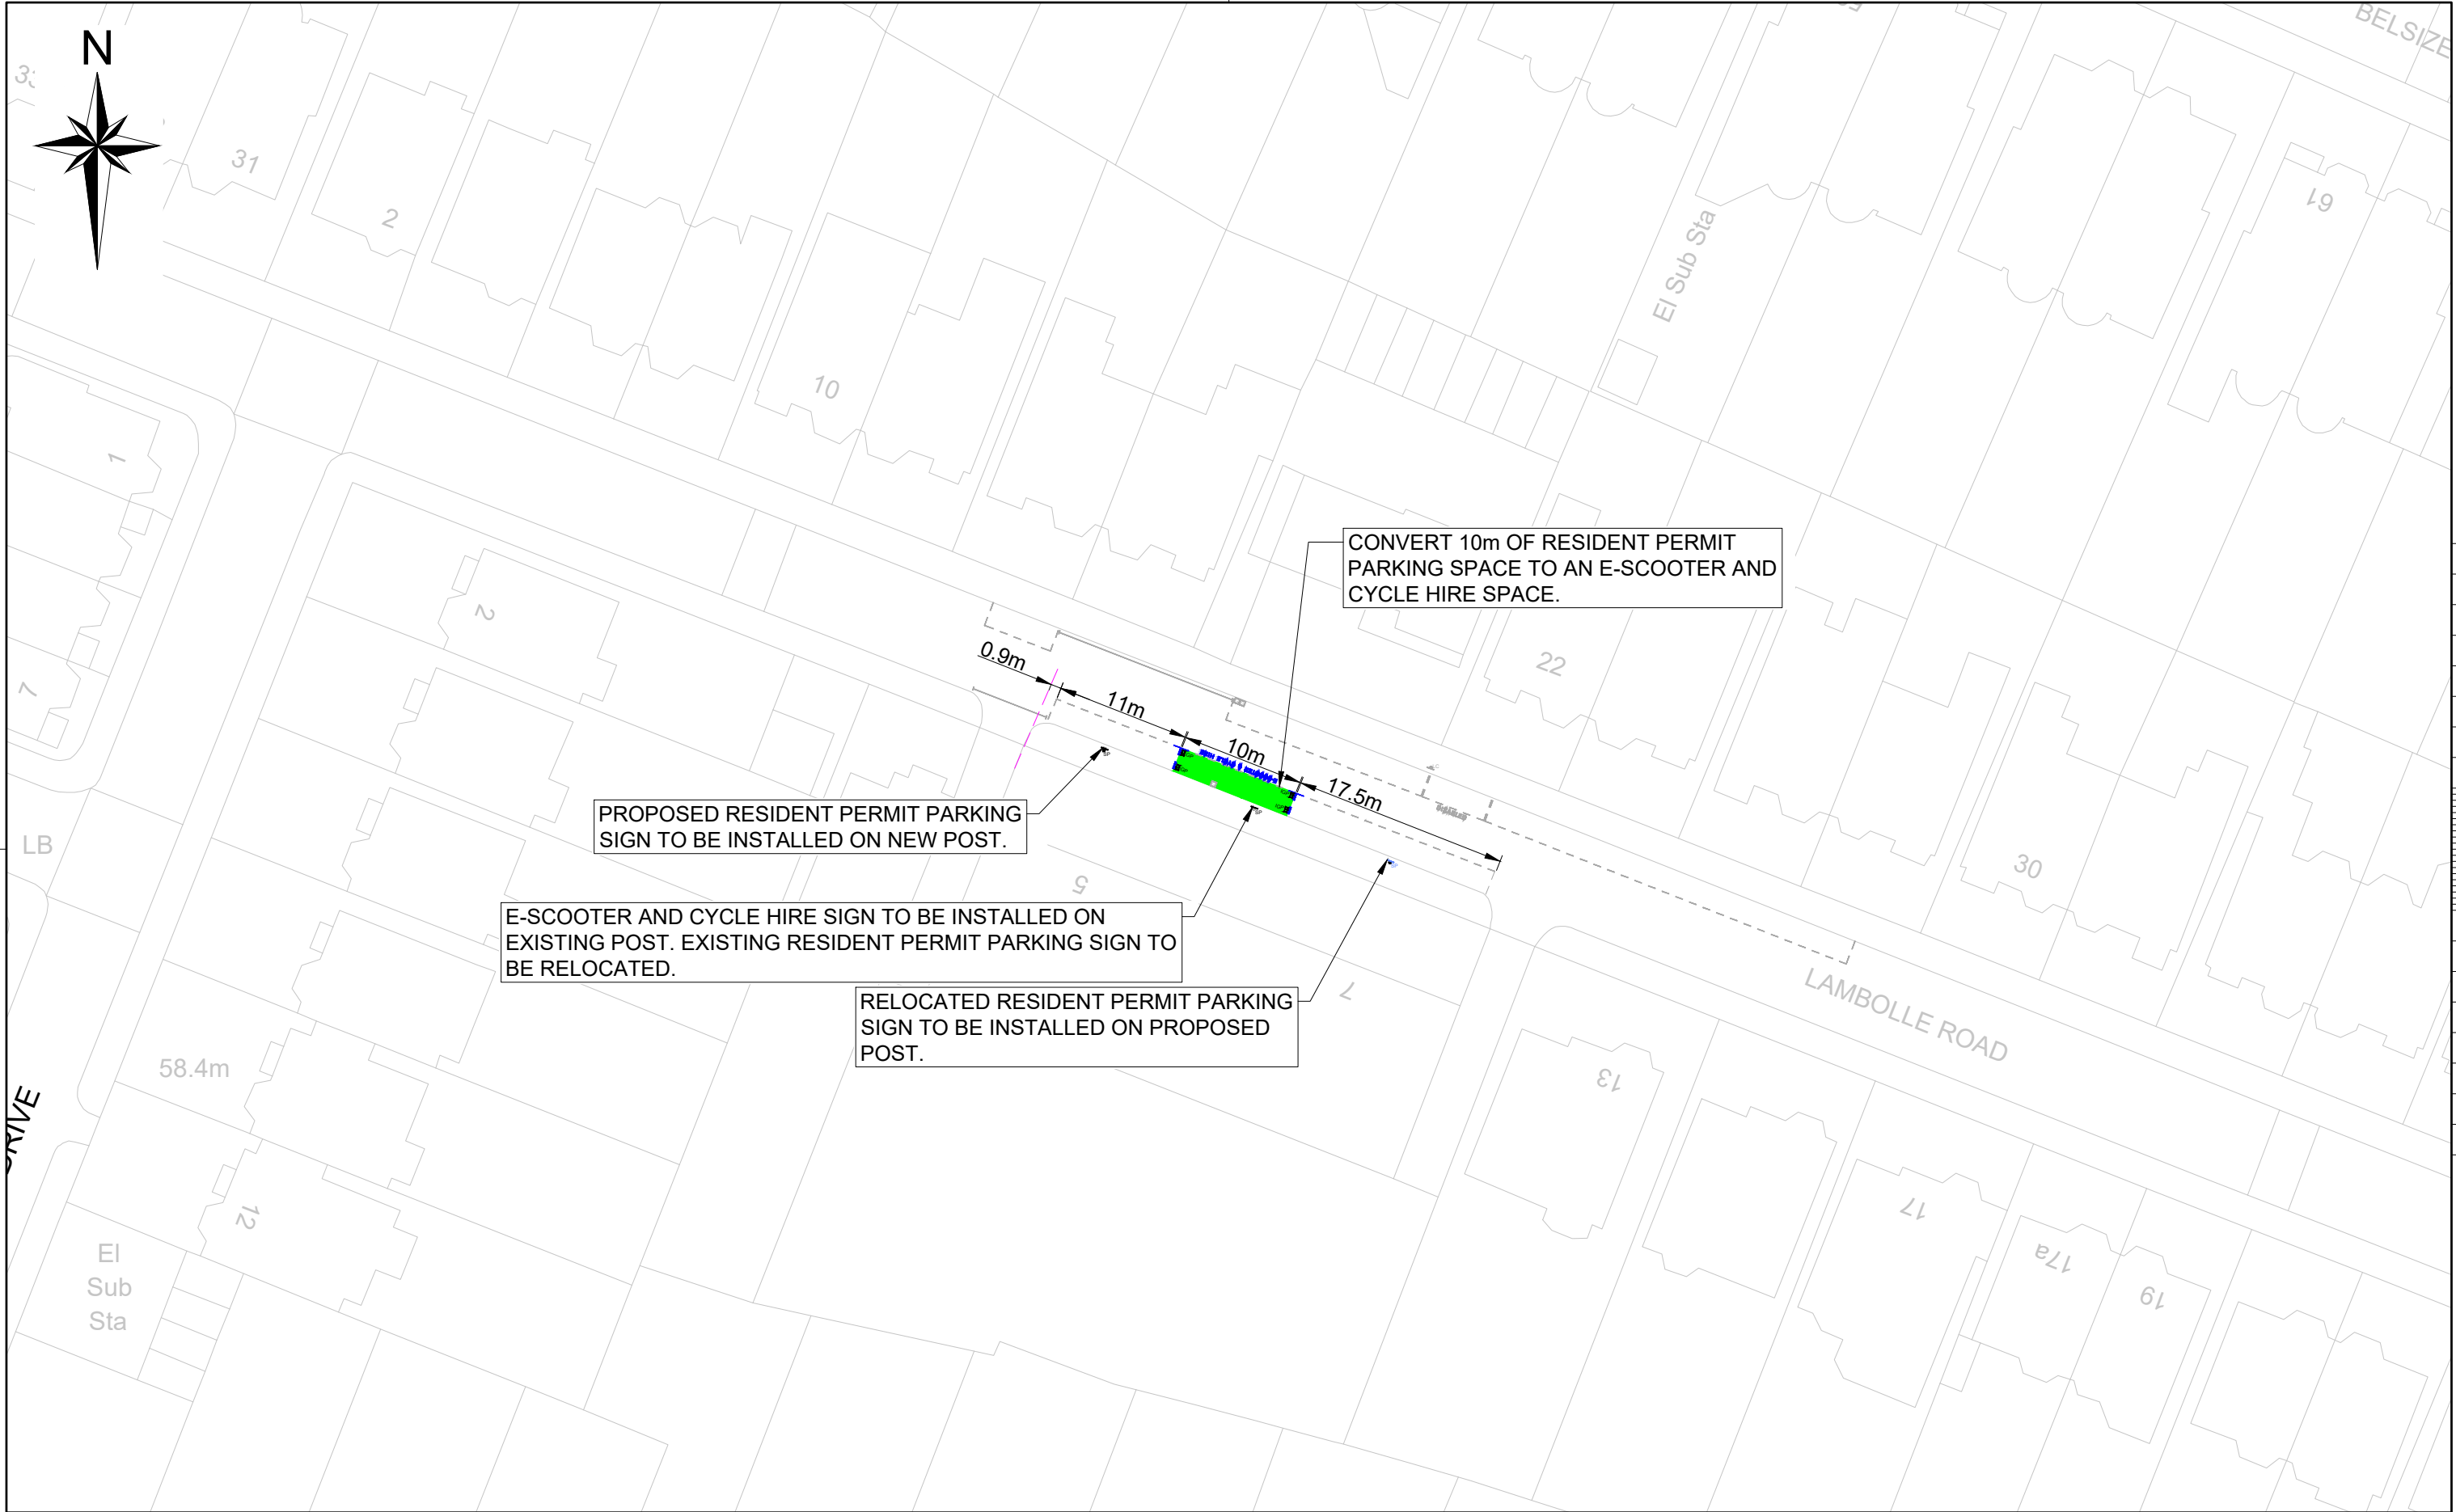 N
BELSIZE
31
2
61
El Sub Sta
10
1
CONVERT 10m OF RESIDENT PERMIT
PARKING SPACE TO AN E-SCOOTER AND
CYCLE HIRE SPACE.
2
0.9m
22
7
11m
10m
17.5m
PROPOSED RESIDENT PERMIT PARKING
SIGN TO BE INSTALLED ON NEW POST.
LB
5
30
E-SCOOTER AND CYCLE HIRE SIGN TO BE INSTALLED ON
EXISTING POST. EXISTING RESIDENT PERMIT PARKING SIGN TO
BE RELOCATED.
7
RELOCATED RESIDENT PERMIT PARKING
SIGN TO BE INSTALLED ON PROPOSED
POST.
LAMBOLLE ROAD
58.4m
13
DRIVE
12
17
17a
19
El
Sub
Sta